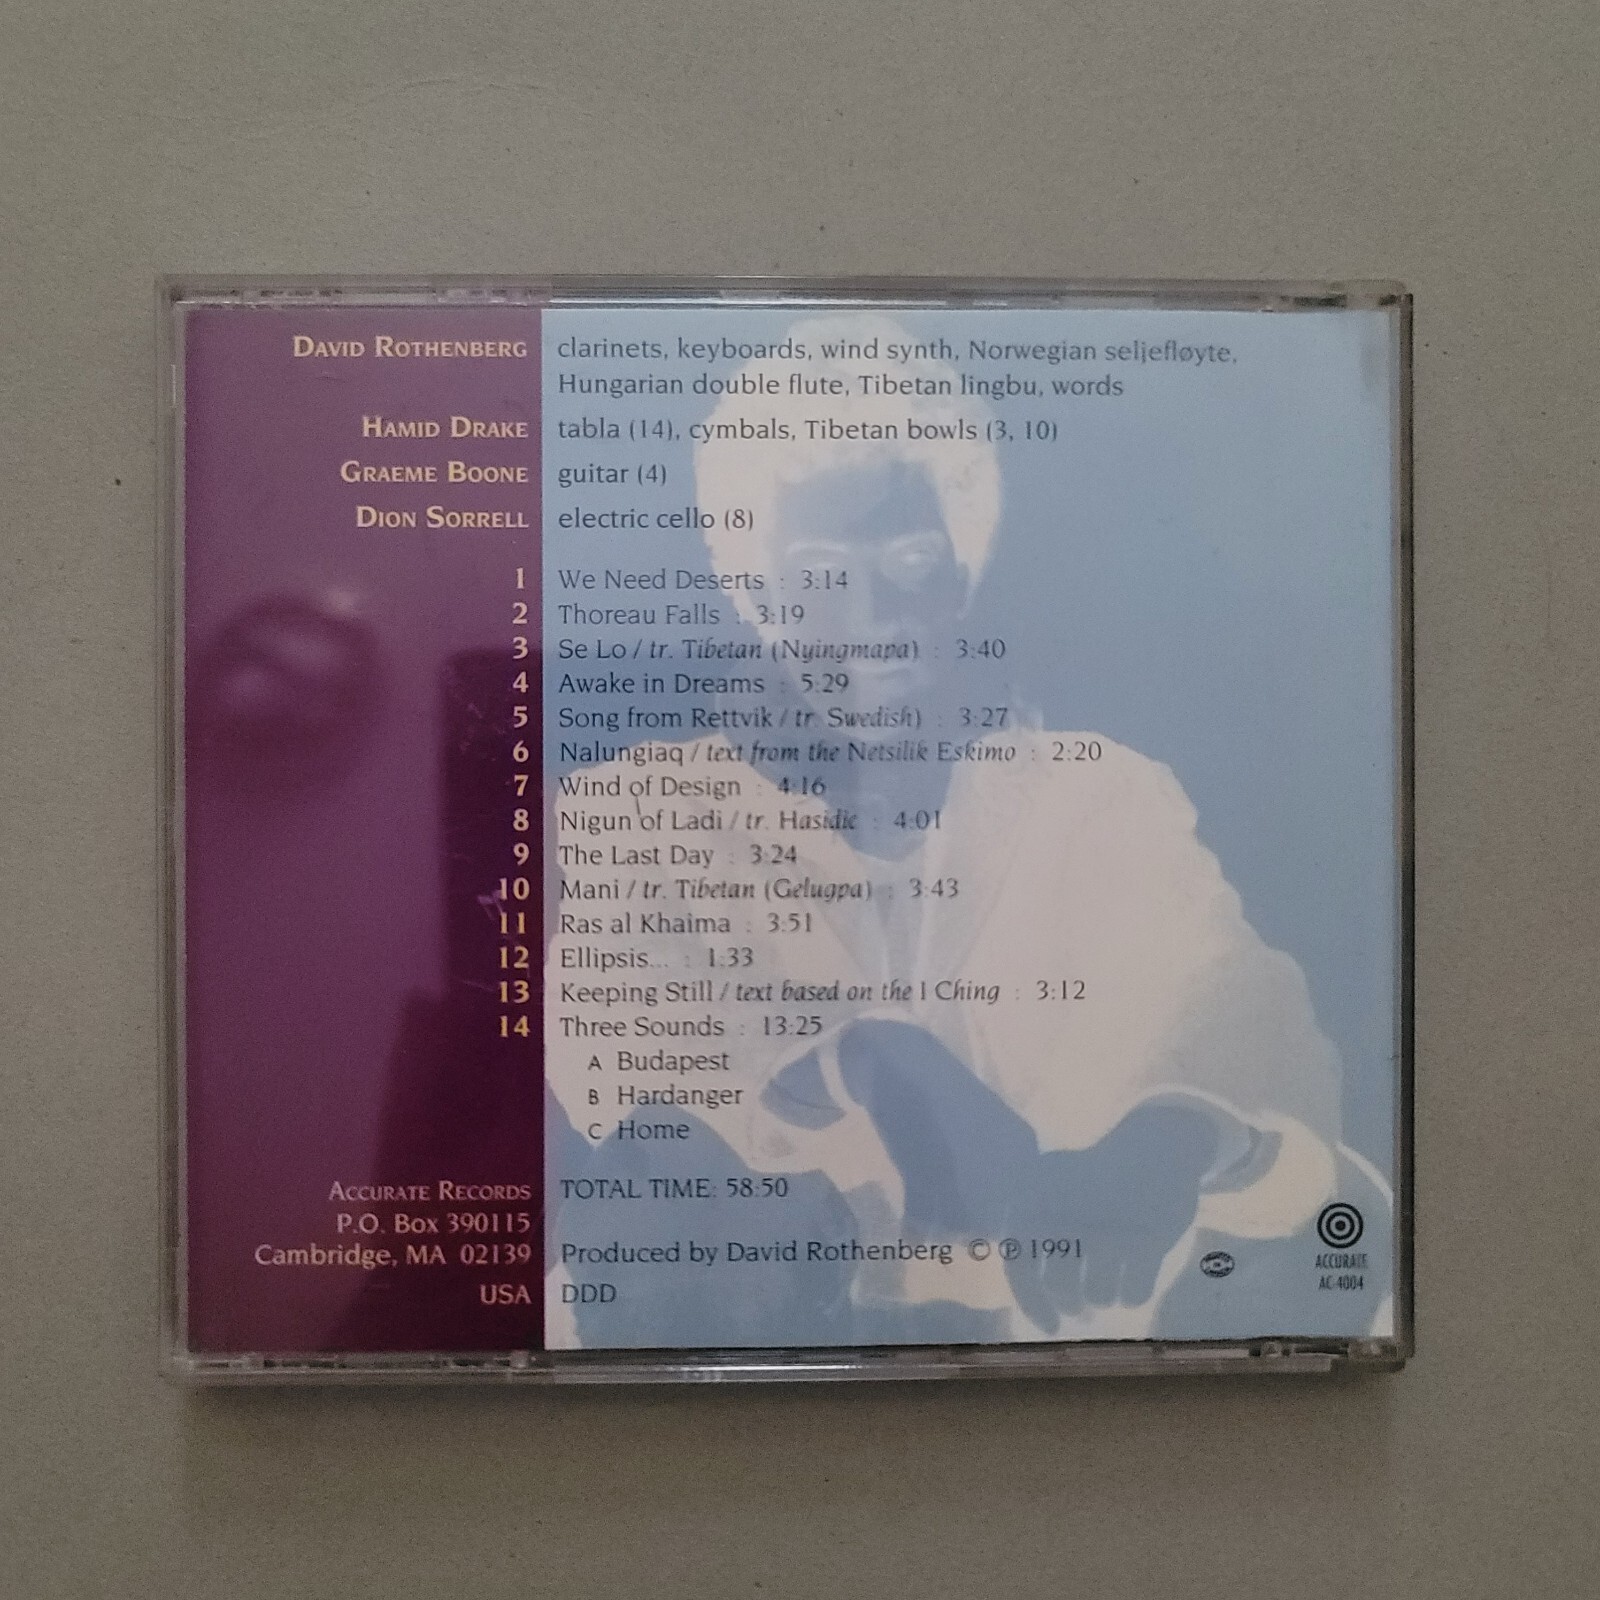 DAVID ROTHENBERG clarinets, keyboards, wind synth, Norwegian seljefløyte,
Hungarian double flute, Tibetan lingbu, words
HAMID DRAKE tabla (14), cymbals, Tibetan bowls (3, 10)
GRAEME BOONE guitar (4)
DION SORRELL electric cello (8)
1 We Need Deserts : 3:14
2 Thoreau Falls : 3:19
3 Se Lo / tr. Tibetan (Nyingmapa) : 3:40
4 Awake in Dreams : 5:29
5 Song from Rettvik / tr. Swedish) : 3:27
6 Nalungiaq / text from the Netsilik Eskimo : 2:20
7 Wind of Design : 4:16
8 Nigun of Ladi / tr. Hasidic : 4:01
9 The Last Day : 3:24
10 Mani / tr. Tibetan (Gelugpa) : 3:43
11 Ras al Khaima : 3:51
12 Ellipsis... : 1:33
13 Keeping Still / text based on the I Ching : 3:12
14 Three Sounds : 13:25
A Budapest
B Hardanger
C Home
ACCURATE RECORDS TOTAL TIME: 58:50
P.O. Box 390115
Cambridge, MA 02139 Produced by David Rothenberg © ℗ 1991
USA DDD
ACCURATE
AC-4004